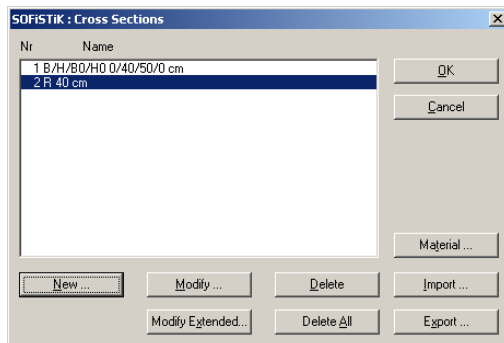 SOFiSTiK : Cross Sections
Nr Name
1 B/H/B0/H0 0/40/50/0 cm
2 R 40 cm
OK
Cancel
Material ...
New ... Modify ... Delete Import ...
Modify Extended... Delete All Export ...